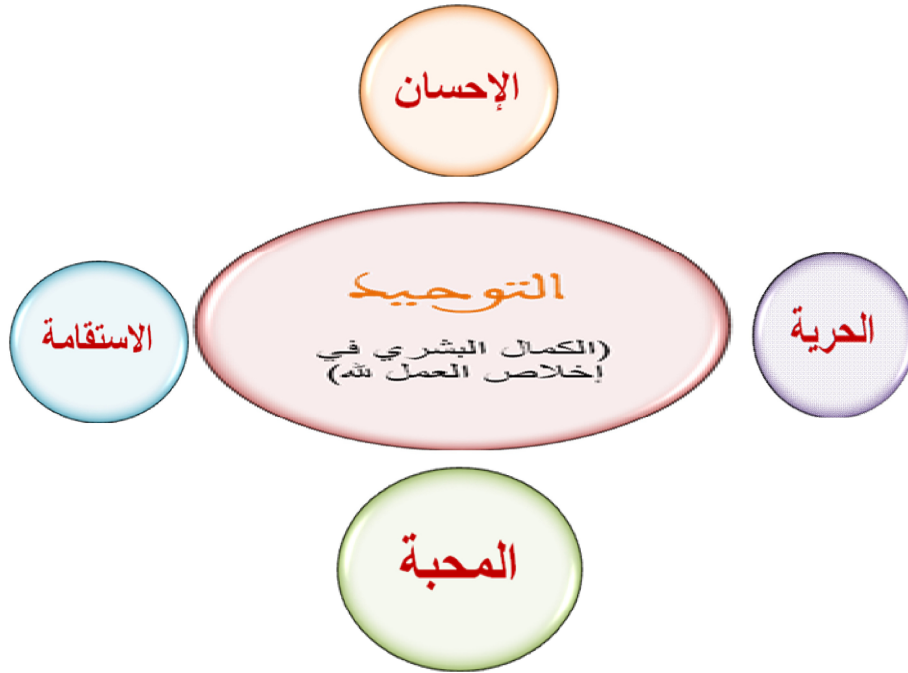 الإحسان
التوحيد
(الكمال البشري في
إخلاص العمل لله)
الحرية
الاستقامة
المحبة